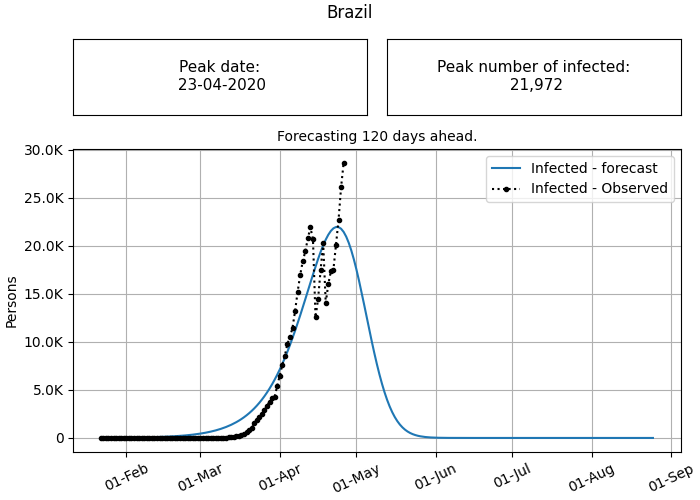 Brazil
Peak date:
23-04-2020
Peak number of infected:
21,972
Forecasting 120 days ahead.
30.0K
25.0K
20.0K
15.0K
10.0K
5.0K
0
Persons
Infected - forecast
Infected - Observed
01-Feb
01-Mar
01-Apr
01-May
01-Jun
01-Jul
01-Aug
01-Sep